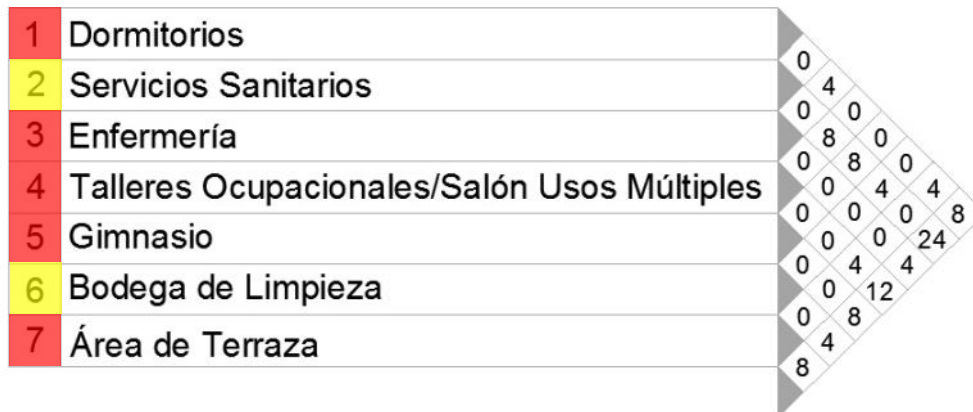 1 Dormitorios
2 Servicios Sanitarios
3 Enfermería
4 Talleres Ocupacionales/Salón Usos Múltiples
5 Gimnasio
6 Bodega de Limpieza
7 Área de Terraza
0
4
0 0
8 0
0 8 0 4
0 4 0 8
0 0 24
0 4 4
0 12
0 8
4
8